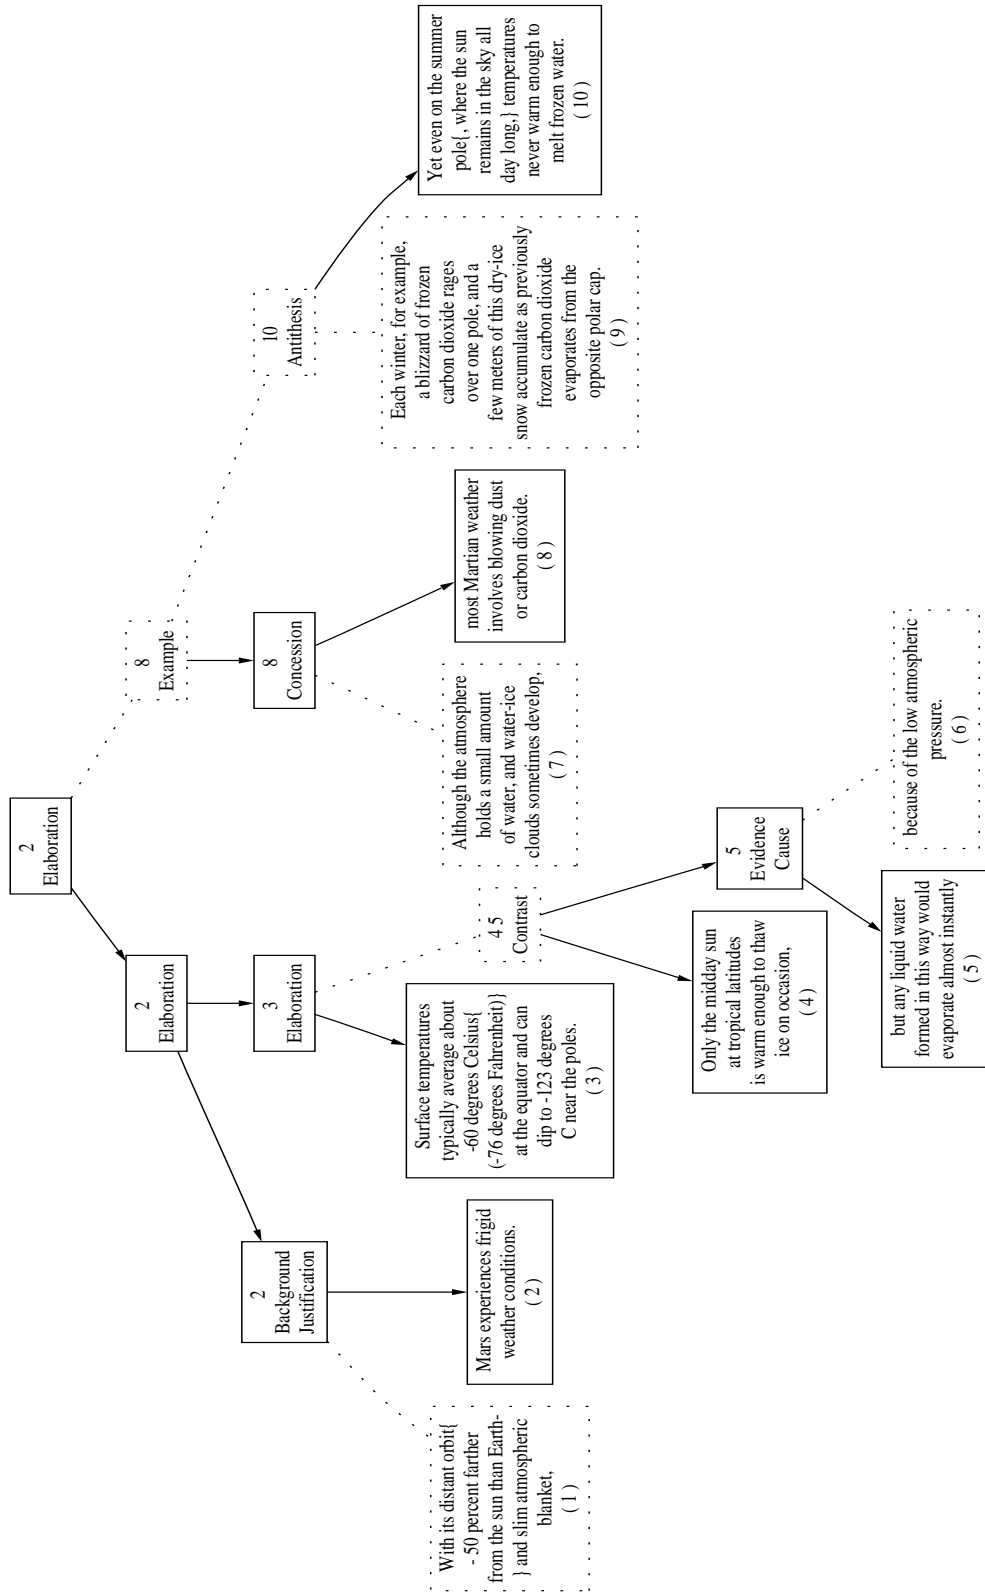 2
Elaboration
2
Elaboration
8
Example
2
Background
Justification
3
Elaboration
8
Concession
10
Antithesis
With its distant orbit{
- 50 percent farther
from the sun than Earth-
} and slim atmospheric
blanket,
( 1 )
Mars experiences frigid
weather conditions.
( 2 )
Surface temperatures
typically average about
-60 degrees Celsius{
(-76 degrees Fahrenheit)}
at the equator and can
dip to -123 degrees
C near the poles.
( 3 )
4 5
Contrast
Although the atmosphere
holds a small amount
of water, and water-ice
clouds sometimes develop,
( 7 )
most Martian weather
involves blowing dust
or carbon dioxide.
( 8 )
Each winter, for example,
a blizzard of frozen
carbon dioxide rages
over one pole, and a
few meters of this dry-ice
snow accumulate as previously
frozen carbon dioxide
evaporates from the
opposite polar cap.
( 9 )
Yet even on the summer
pole{, where the sun
remains in the sky all
day long,} temperatures
never warm enough to
melt frozen water.
( 10 )
Only the midday sun
at tropical latitudes
is warm enough to thaw
ice on occasion,
( 4 )
5
Evidence
Cause
but any liquid water
formed in this way would
evaporate almost instantly
( 5 )
because of the low atmospheric
pressure.
( 6 )